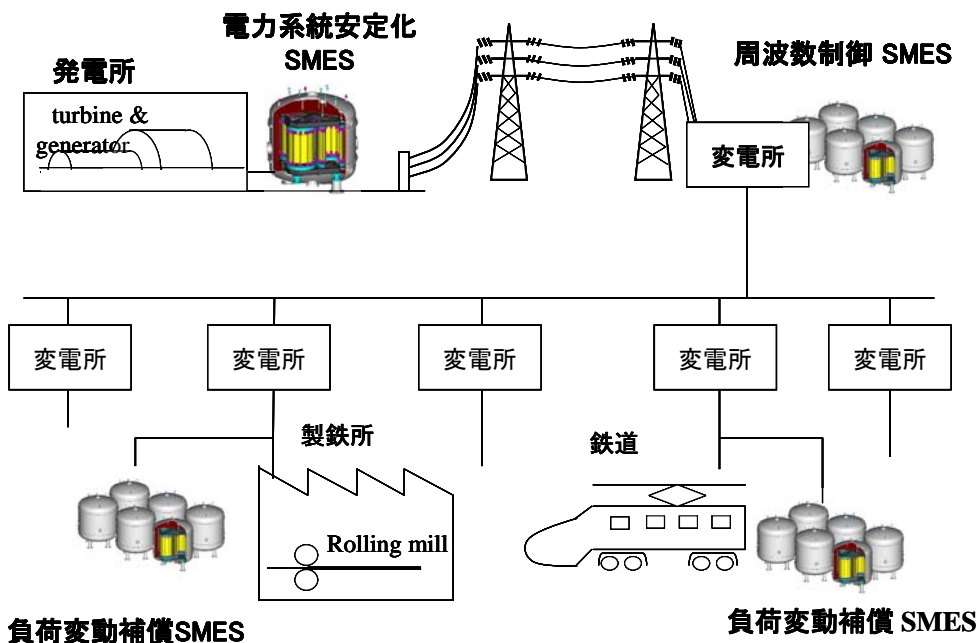 電力系統安定化
SMES
発電所
周波数制御 SMES
turbine &
generator
変電所
変電所
変電所
変電所
変電所
変電所
製鉄所
鉄道
Rolling mill
負荷変動補償SMES
負荷変動補償 SMES